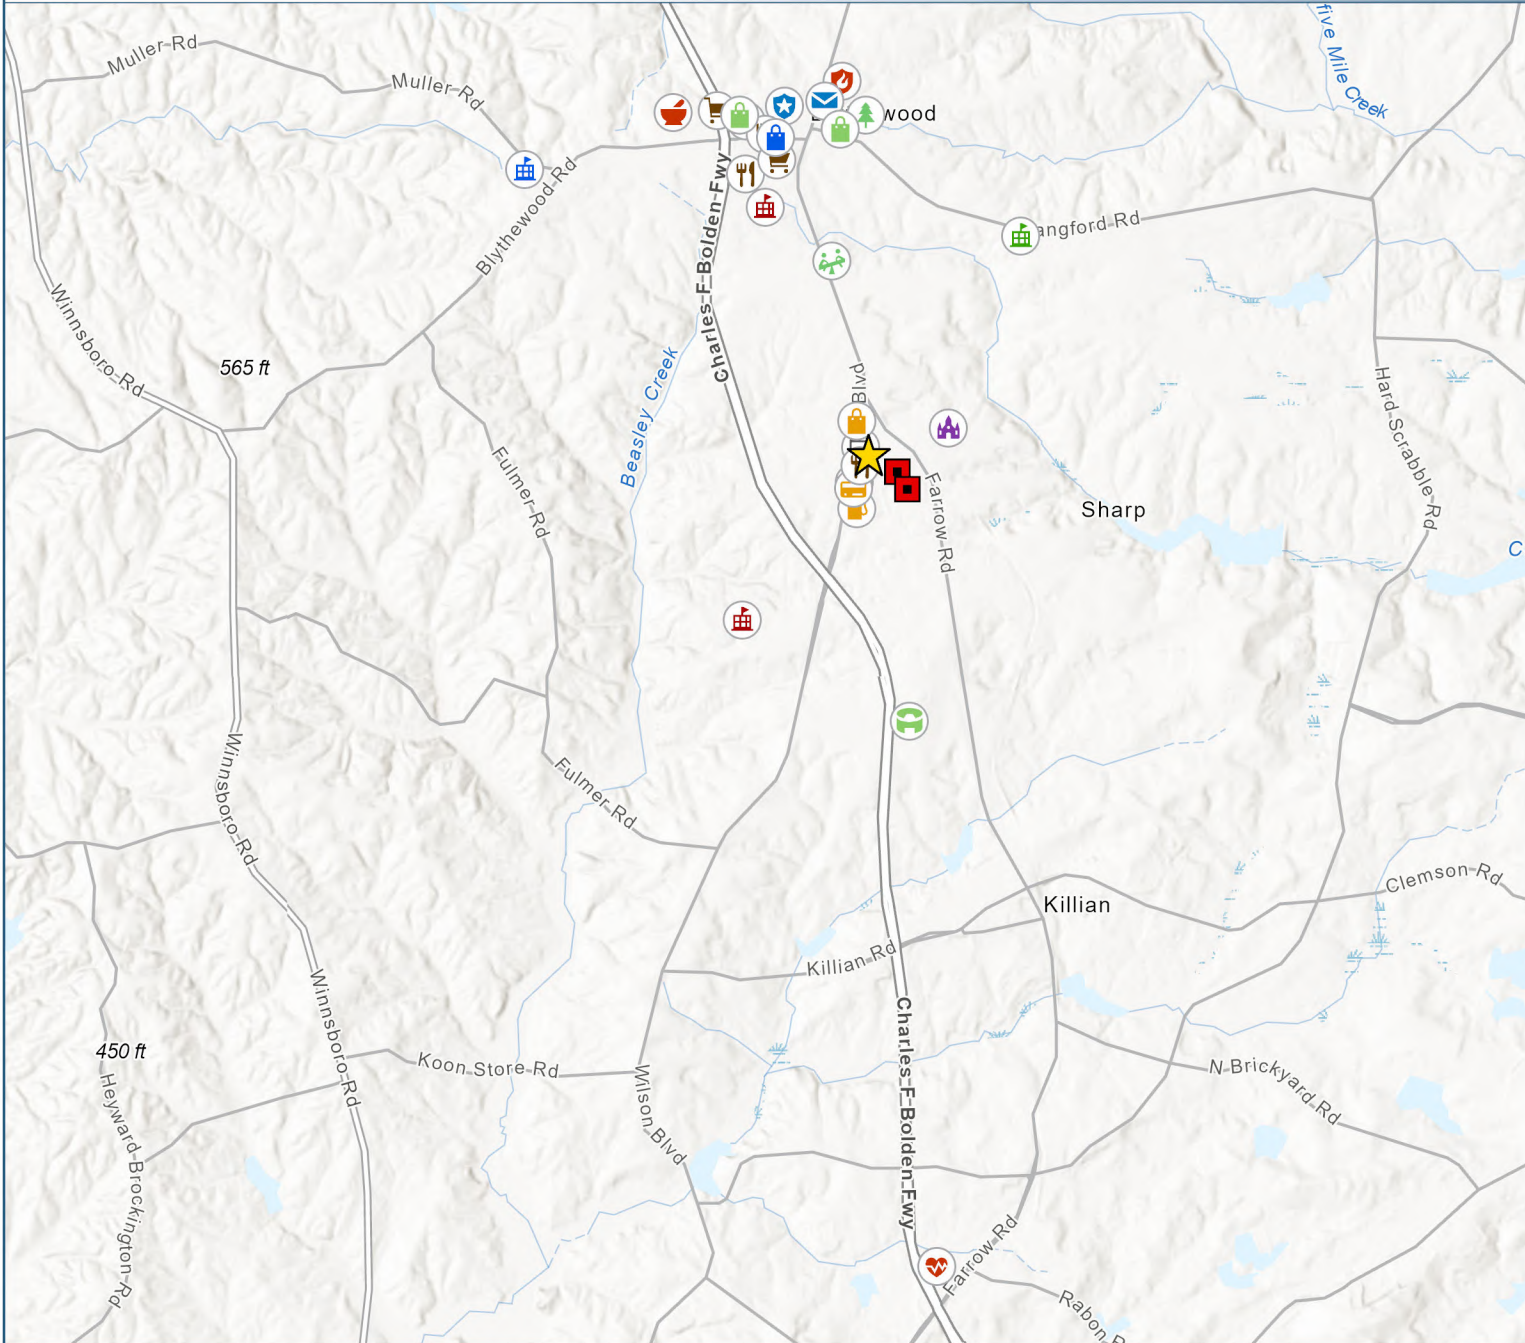 five Mile Creek
Muller Rd
Muller Rd
wood
Blythewood Rd
angford Rd
Charles F Bolden Fwy
Winnsboro Rd
565 ft
Beasley Creek
Blvd
Hard Scrabble Rd
Fulmer Rd
Farrow Rd
Sharp
C
Winnsboro Rd
Fulmer Rd
Clemson Rd
Killian
Killian Rd
Winnsboro Rd
Charles F Bolden Fwy
450 ft
Koon Store Rd
N Brickyard Rd
Heyward Brockington Rd
Wilson Blvd
Farrow Rd
Rabon R